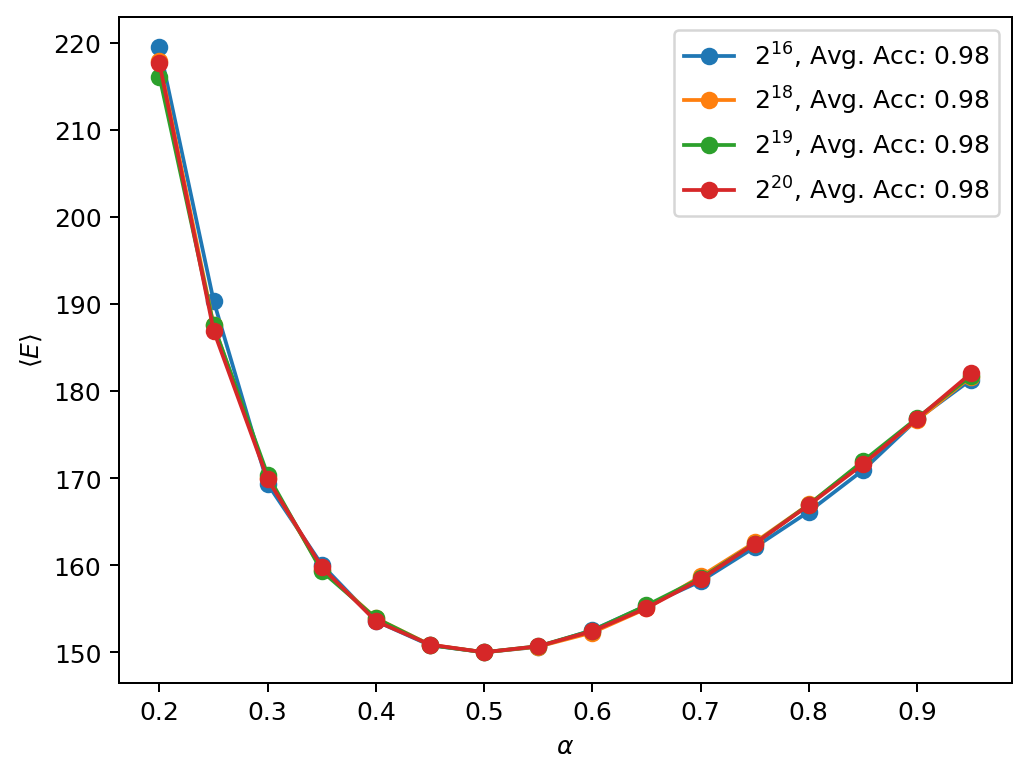 220
210
200
190
180
170
160
150
⟨E⟩
2^16, Avg. Acc: 0.98
2^18, Avg. Acc: 0.98
2^19, Avg. Acc: 0.98
2^20, Avg. Acc: 0.98
0.2 0.3 0.4 0.5 0.6 0.7 0.8 0.9
α